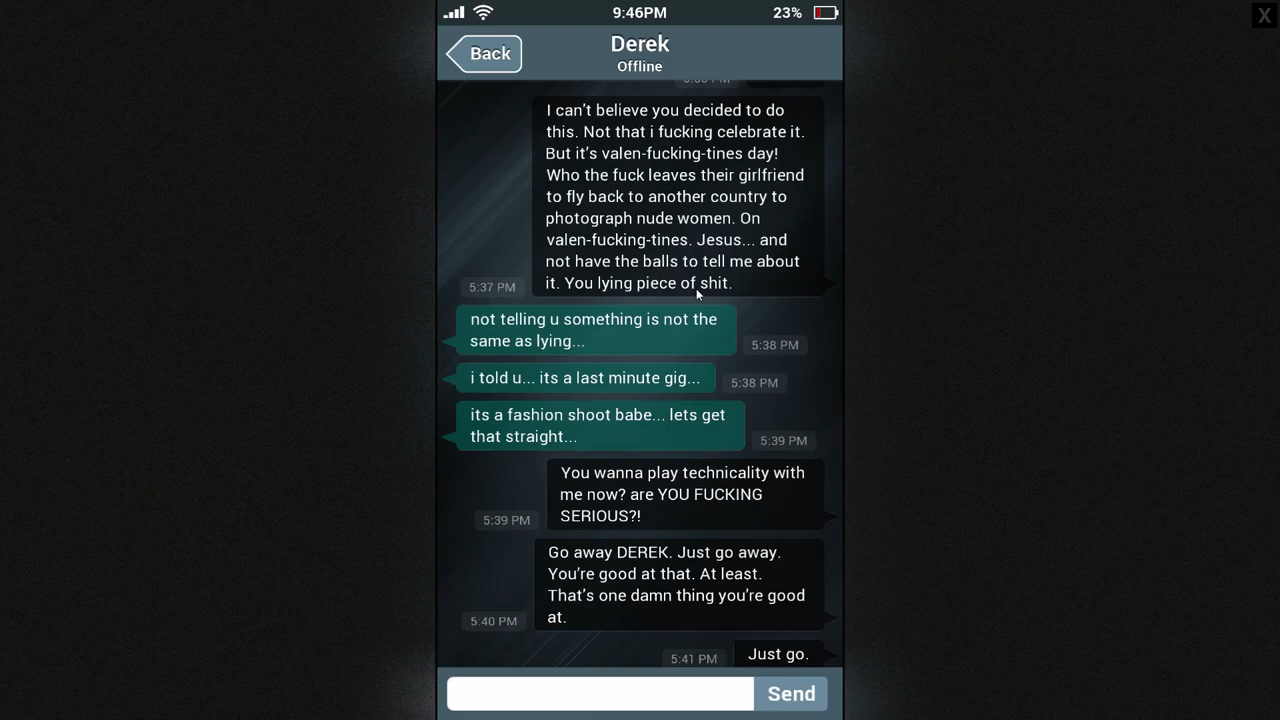 9:46PM
23%
X
Back
Derek
Offline
I can't believe you decided to do
this. Not that i fucking celebrate it.
But it's valen-fucking-tines day!
Who the fuck leaves their girlfriend
to fly back to another country to
photograph nude women. On
valen-fucking-tines. Jesus... and
not have the balls to tell me about
it. You lying piece of shit.
5:37 PM
not telling u something is not the
same as lying...
5:38 PM
i told u... its a last minute gig...
5:38 PM
its a fashion shoot babe... lets get
that straight...
5:39 PM
You wanna play technicality with
me now? are YOU FUCKING
SERIOUS?!
5:39 PM
Go away DEREK. Just go away.
You're good at that. At least.
That's one damn thing you're good
at.
5:40 PM
Just go.
5:41 PM
Send